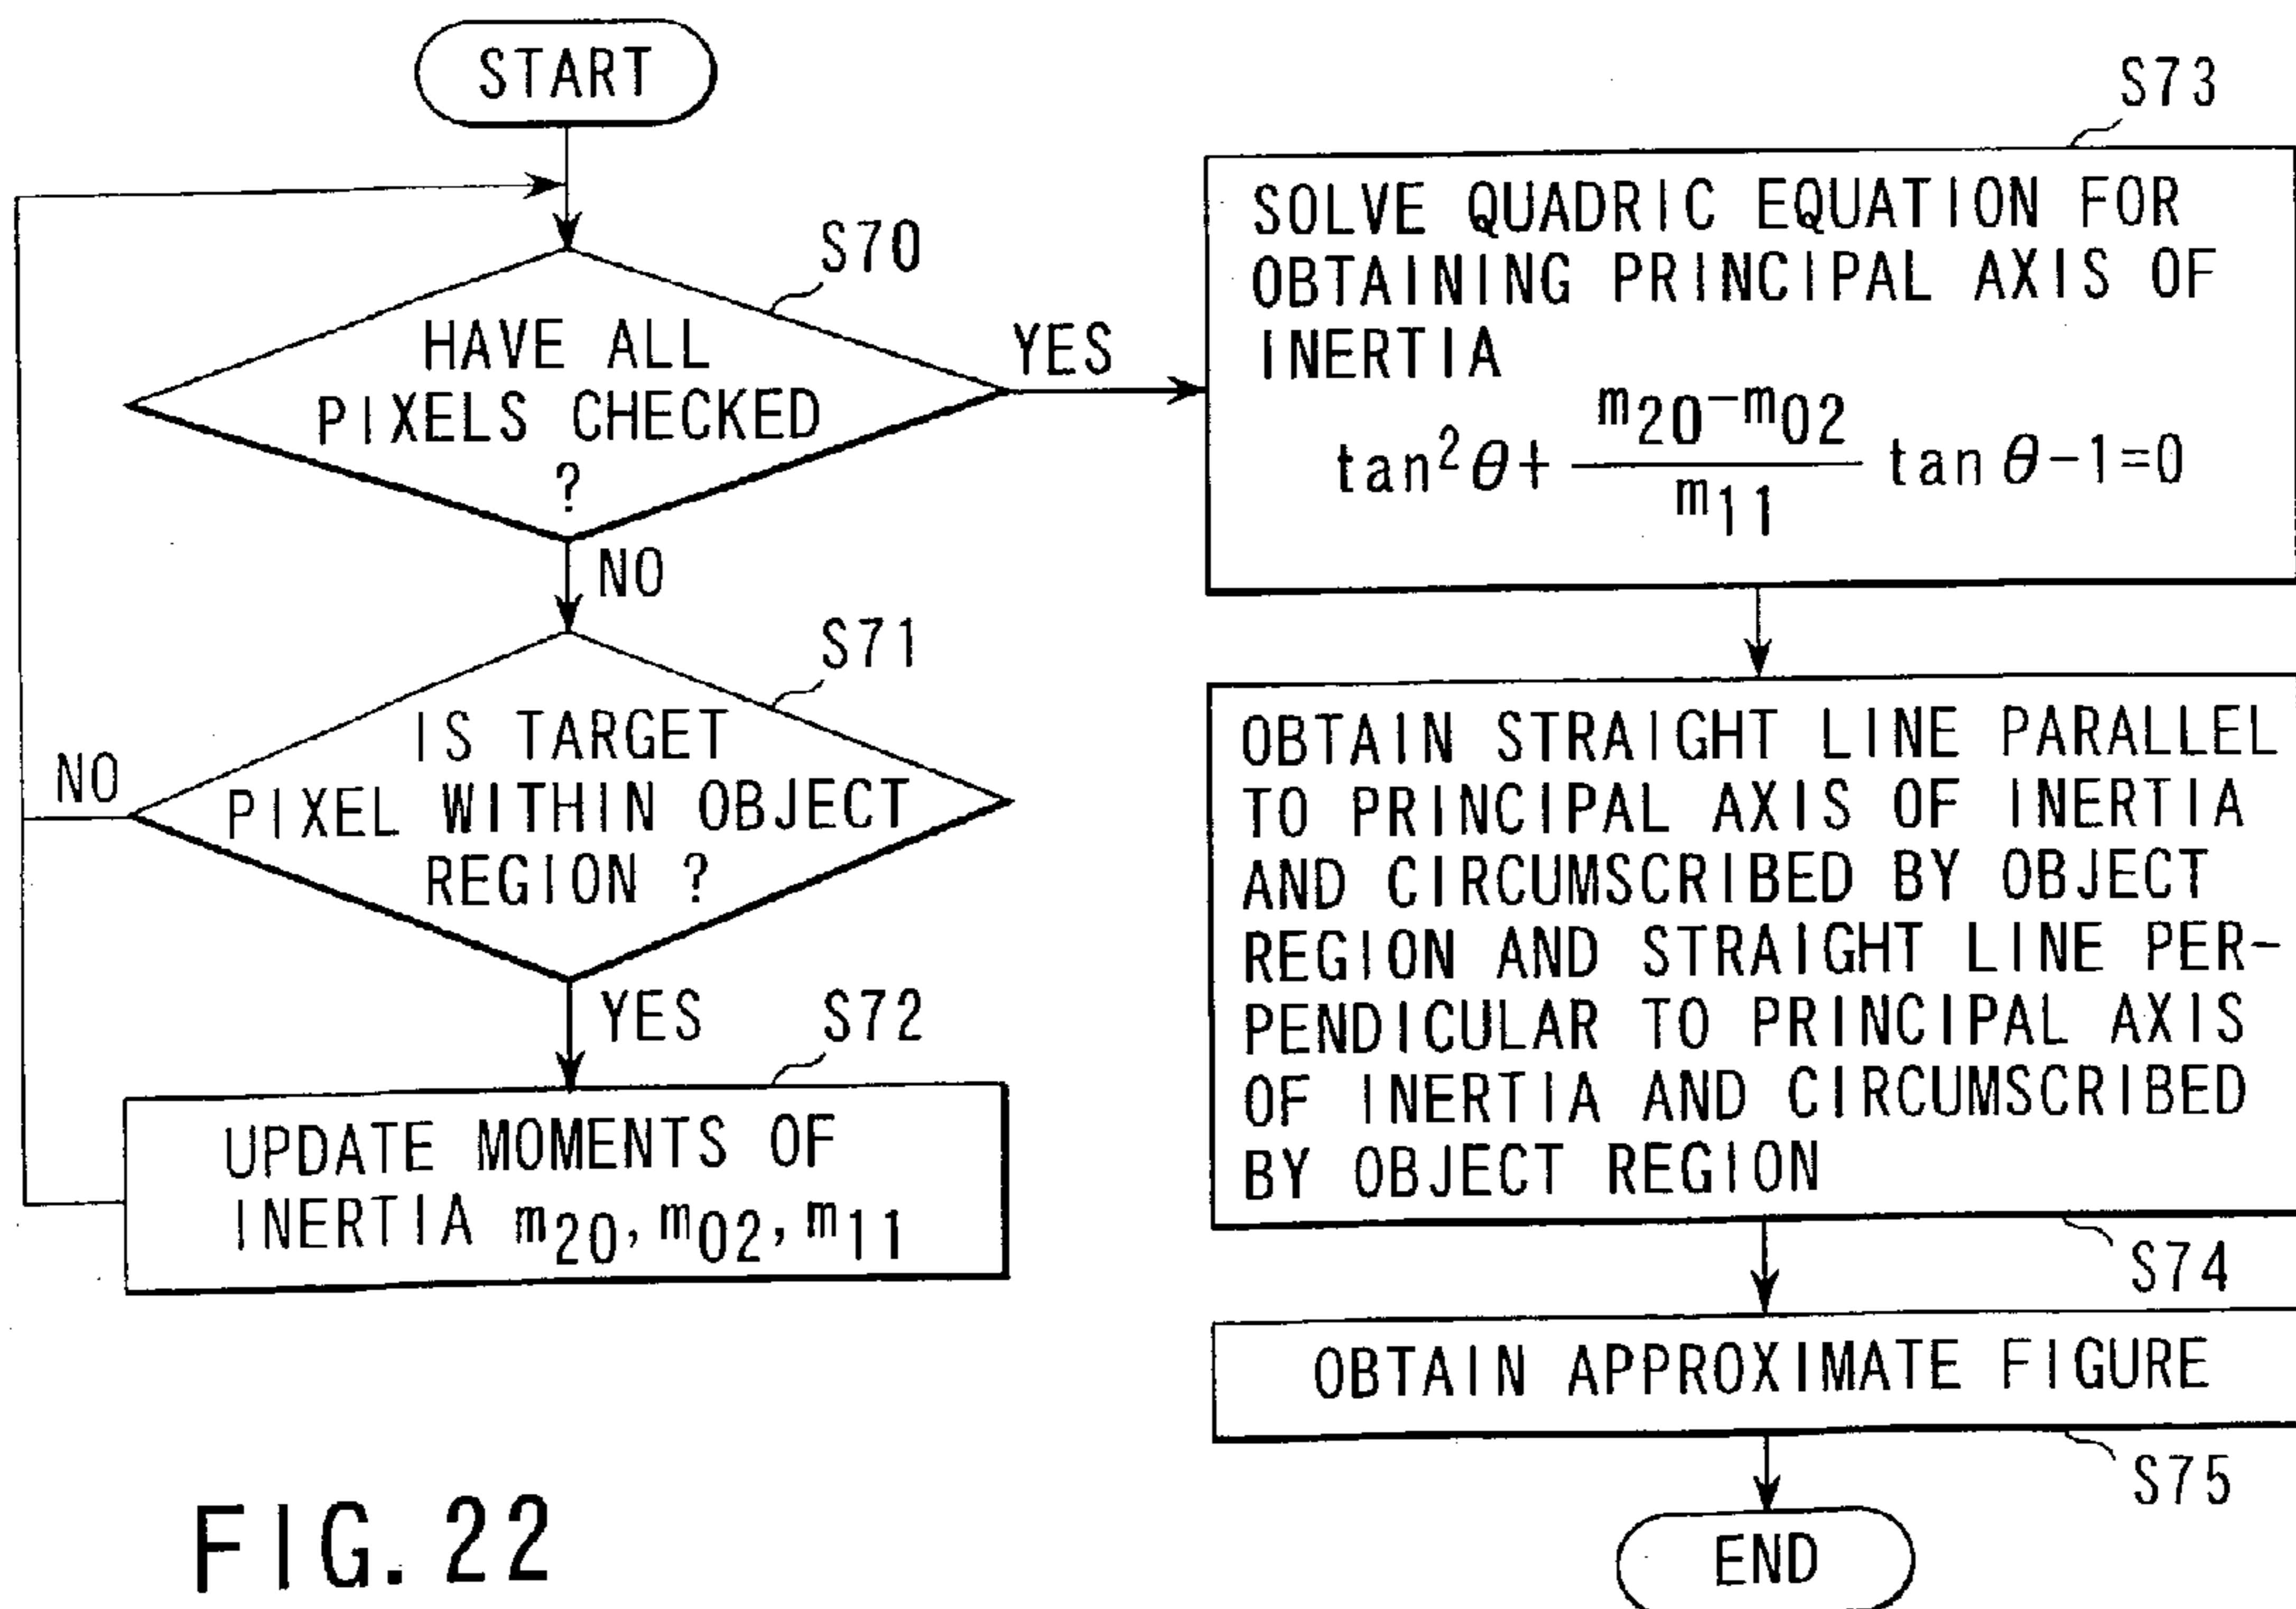 START
S70
HAVE ALL
PIXELS CHECKED
?
YES
NO
S71
IS TARGET
PIXEL WITHIN OBJECT
REGION ?
NO
YES
S72
UPDATE MOMENTS OF
INERTIA m20, m02, m11
S73
SOLVE QUADRIC EQUATION FOR
OBTAINING PRINCIPAL AXIS OF
INERTIA
tan²θ+ (m20-m02)/m11 tan θ-1=0
OBTAIN STRAIGHT LINE PARALLEL
TO PRINCIPAL AXIS OF INERTIA
AND CIRCUMSCRIBED BY OBJECT
REGION AND STRAIGHT LINE PER-
PENDICULAR TO PRINCIPAL AXIS
OF INERTIA AND CIRCUMSCRIBED
BY OBJECT REGION
S74
OBTAIN APPROXIMATE FIGURE
S75
END
FIG. 22